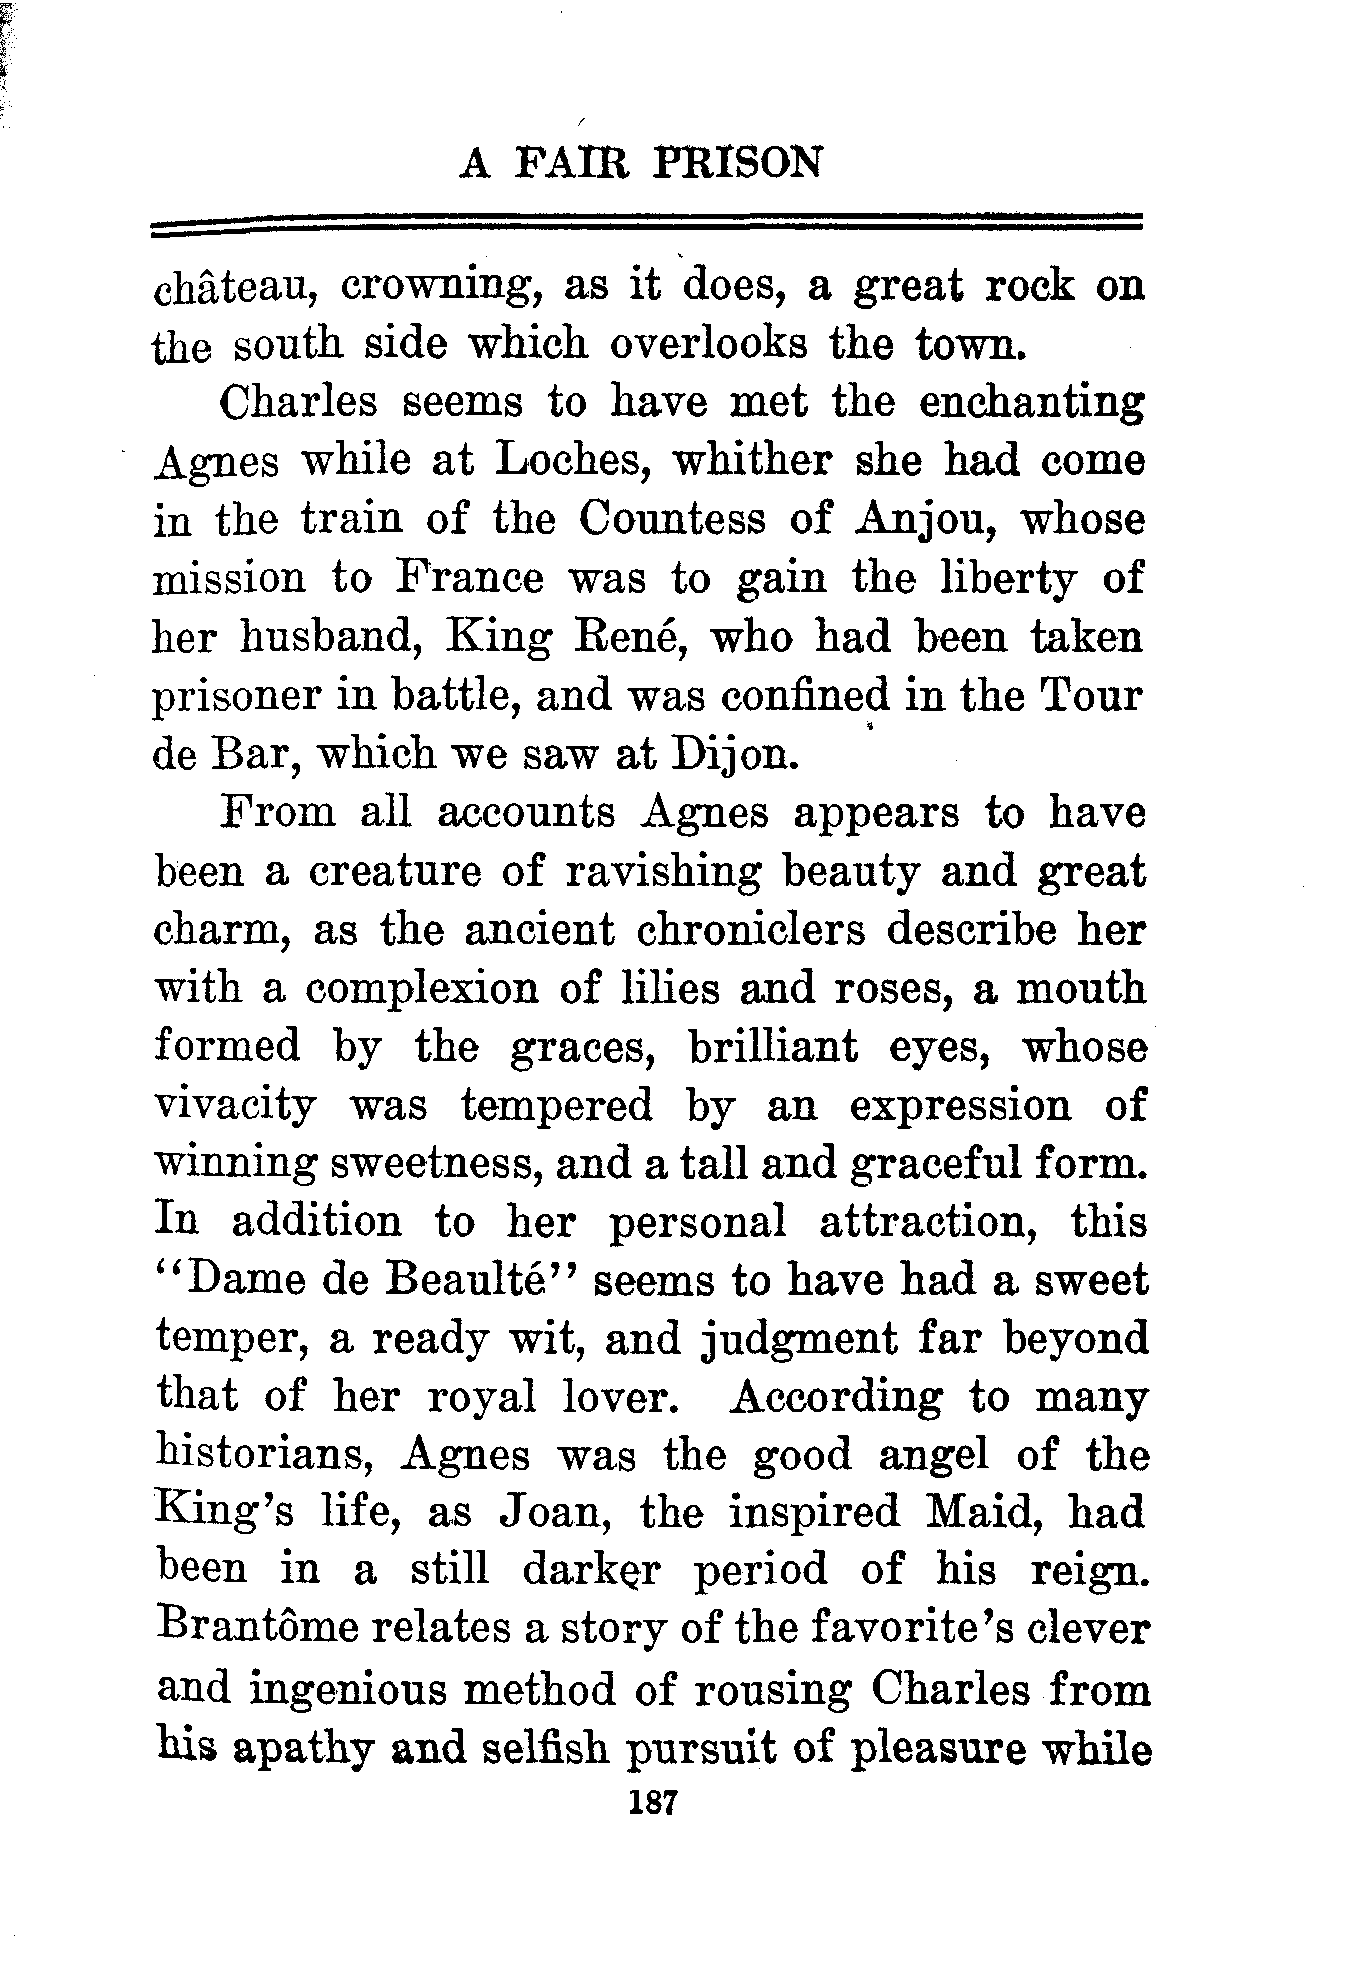 A FAIR PRISON
château, crowning, as it does, a great rock on
the south side which overlooks the town.
Charles seems to have met the enchanting
Agnes while at Loches, whither she had come
in the train of the Countess of Anjou, whose
mission to France was to gain the liberty of
her husband, King René, who had been taken
prisoner in battle, and was confined in the Tour
de Bar, which we saw at Dijon.
From all accounts Agnes appears to have
been a creature of ravishing beauty and great
charm, as the ancient chroniclers describe her
with a complexion of lilies and roses, a mouth
formed by the graces, brilliant eyes, whose
vivacity was tempered by an expression of
winning sweetness, and a tall and graceful form.
In addition to her personal attraction, this
“Dame de Beaulté” seems to have had a sweet
temper, a ready wit, and judgment far beyond
that of her royal lover. According to many
historians, Agnes was the good angel of the
King’s life, as Joan, the inspired Maid, had
been in a still darker period of his reign.
Brantôme relates a story of the favorite’s clever
and ingenious method of rousing Charles from
his apathy and selfish pursuit of pleasure while
187